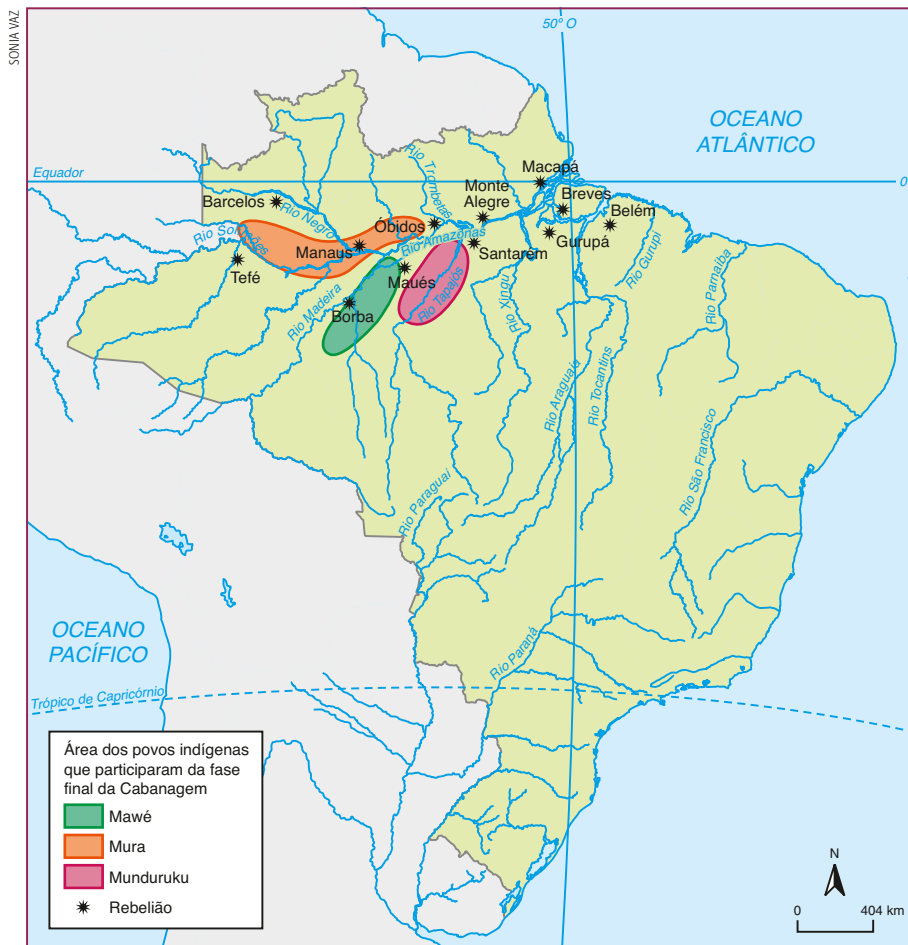 SONIA VAZ
50º O
OCEANO
ATLÂNTICO
Equador
0
Macapá
Rio Trombetas
Monte
Alegre
Breves
Barcelos
Rio Negro
Belém
Óbidos
Rio Solimões
Rio Amazonas
Manaus
Gurupá
Santarém
Rio Gurupi
Tefé
Maués
Rio Xingu
Rio Parnaíba
Rio Madeira
Rio Tapajós
Borba
Rio Araguaia
Rio Tocantins
Rio São Francisco
Rio Paraguai
OCEANO
PACÍFICO
Rio Paraná
Trópico de Capricórnio
Área dos povos indígenas
que participaram da fase
final da Cabanagem
Mawé
Mura
Munduruku
Rebelião
N
0 404 km